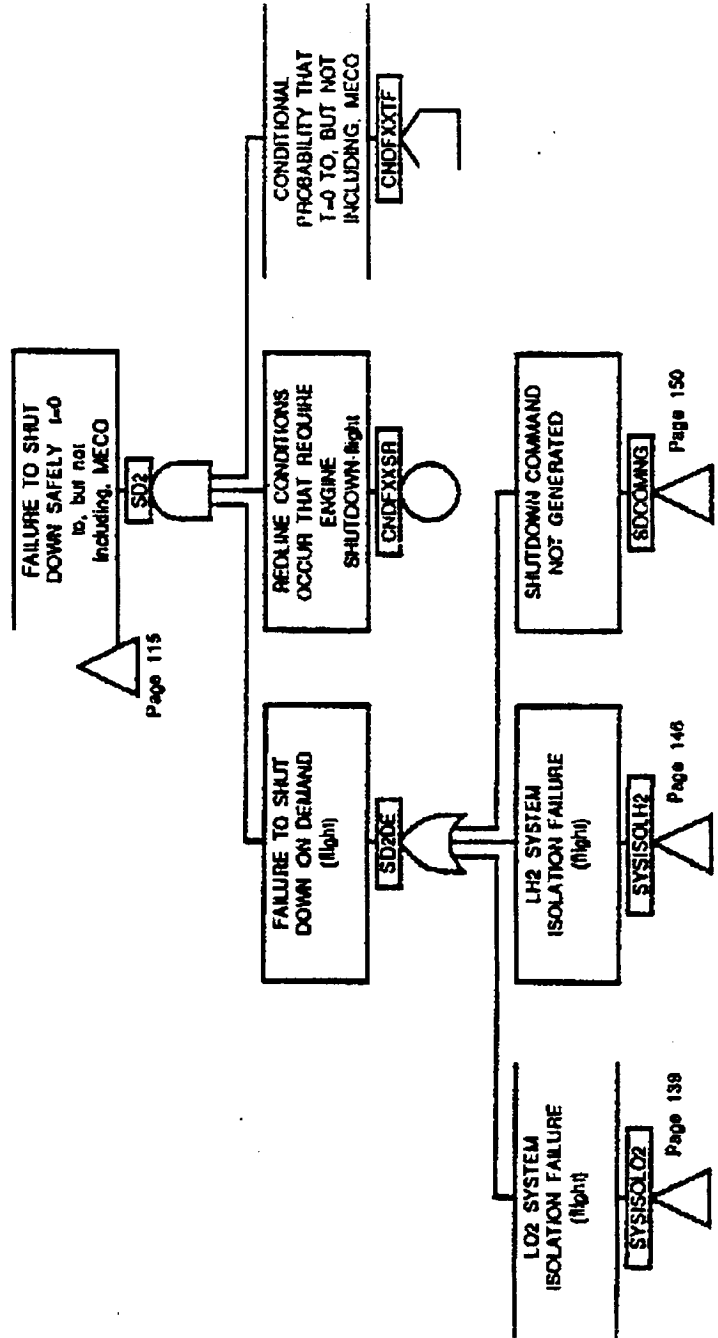 FAILURE TO SHUT
DOWN SAFELY t=0
to, but not
including, MECO
SD2
Page 115
FAILURE TO SHUT
DOWN ON DEMAND
(flight)
SD2DE
REDLINE CONDITIONS
OCCUR THAT REQUIRE
ENGINE
SHUTDOWN-flight
CNDFXXSR
CONDITIONAL
PROBABILITY THAT
T=0 TO, BUT NOT
INCLUDING, MECO
CNDFXXTF
LO2 SYSTEM
ISOLATION FAILURE
(flight)
SYSISOLO2
Page 139
LH2 SYSTEM
ISOLATION FAILURE
(flight)
SYSISOLH2
Page 146
SHUTDOWN COMMAND
NOT GENERATED
SDCOMNG
Page 150